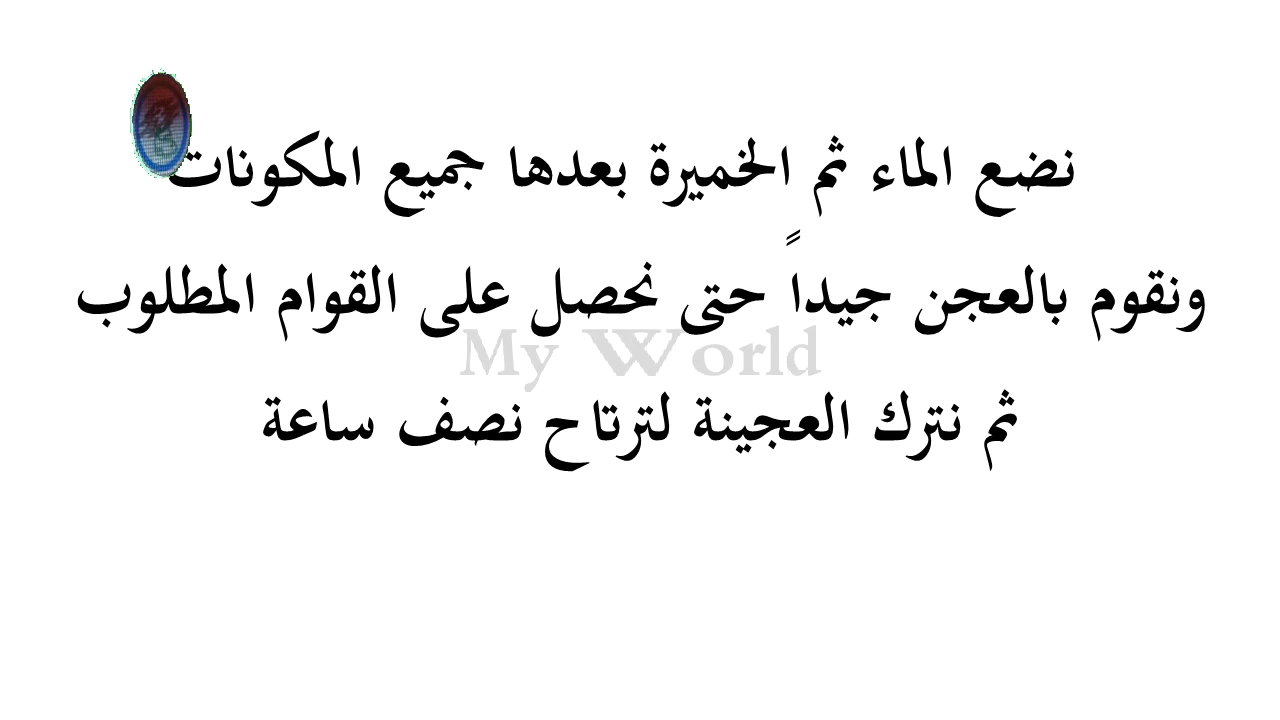 نضع الماء ثم الخميرة بعدها جميع المكونات
ونقوم بالعجن جيداً حتى نحصل على القوام المطلوب
My World
ثم نترك العجينة لترتاح نصف ساعة